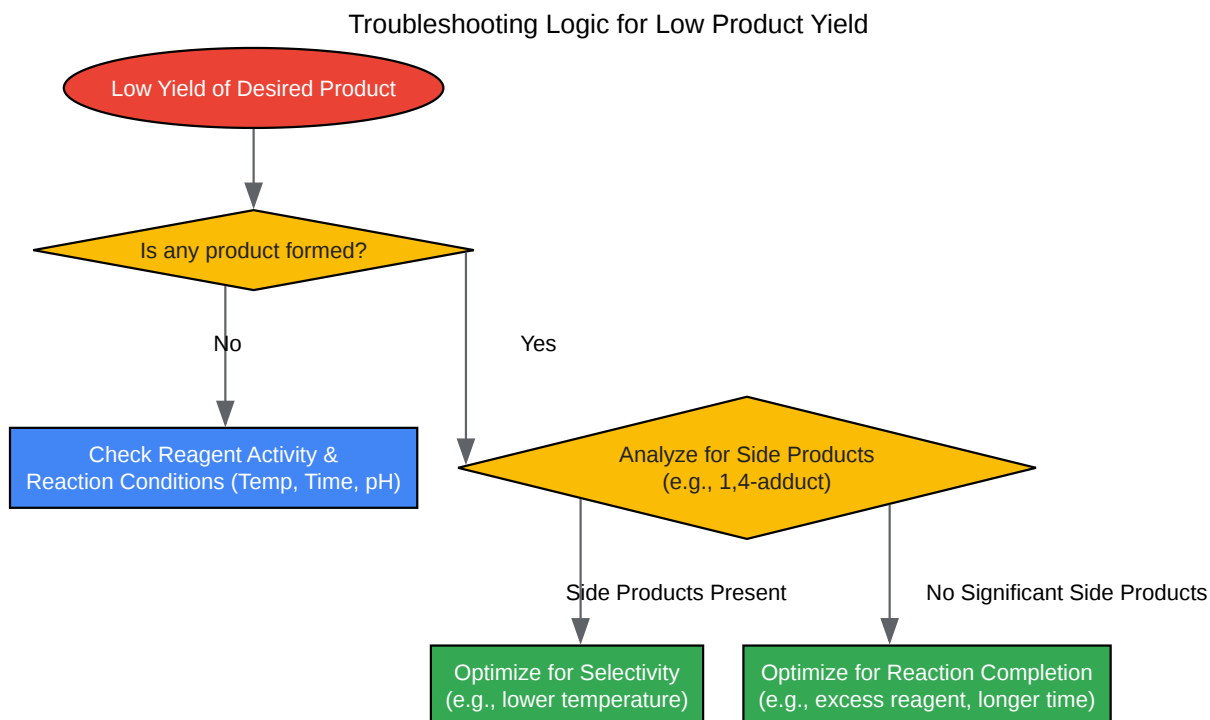 Troubleshooting Logic for Low Product Yield
Low Yield of Desired Product
Is any product formed?
No
Yes
Check Reagent Activity &
Reaction Conditions (Temp, Time, pH)
Analyze for Side Products
(e.g., 1,4-adduct)
Side Products Present
No Significant Side Products
Optimize for Selectivity
(e.g., lower temperature)
Optimize for Reaction Completion
(e.g., excess reagent, longer time)